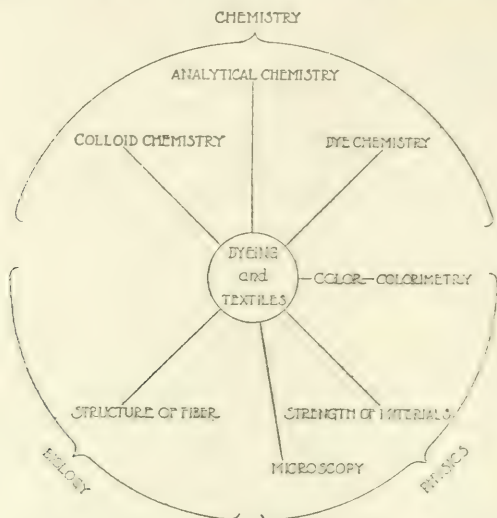 CHEMISTRY
ANALYTICAL CHEMISTRY
COLLOID CHEMISTRY
DYE CHEMISTRY
DYEING
and
TEXTILES
COLOR—COLORIMETRY
STRUCTURE OF FIBER
STRENGTH OF MATERIALS
MICROSCOPY
BIOLOGY
PHYSICS